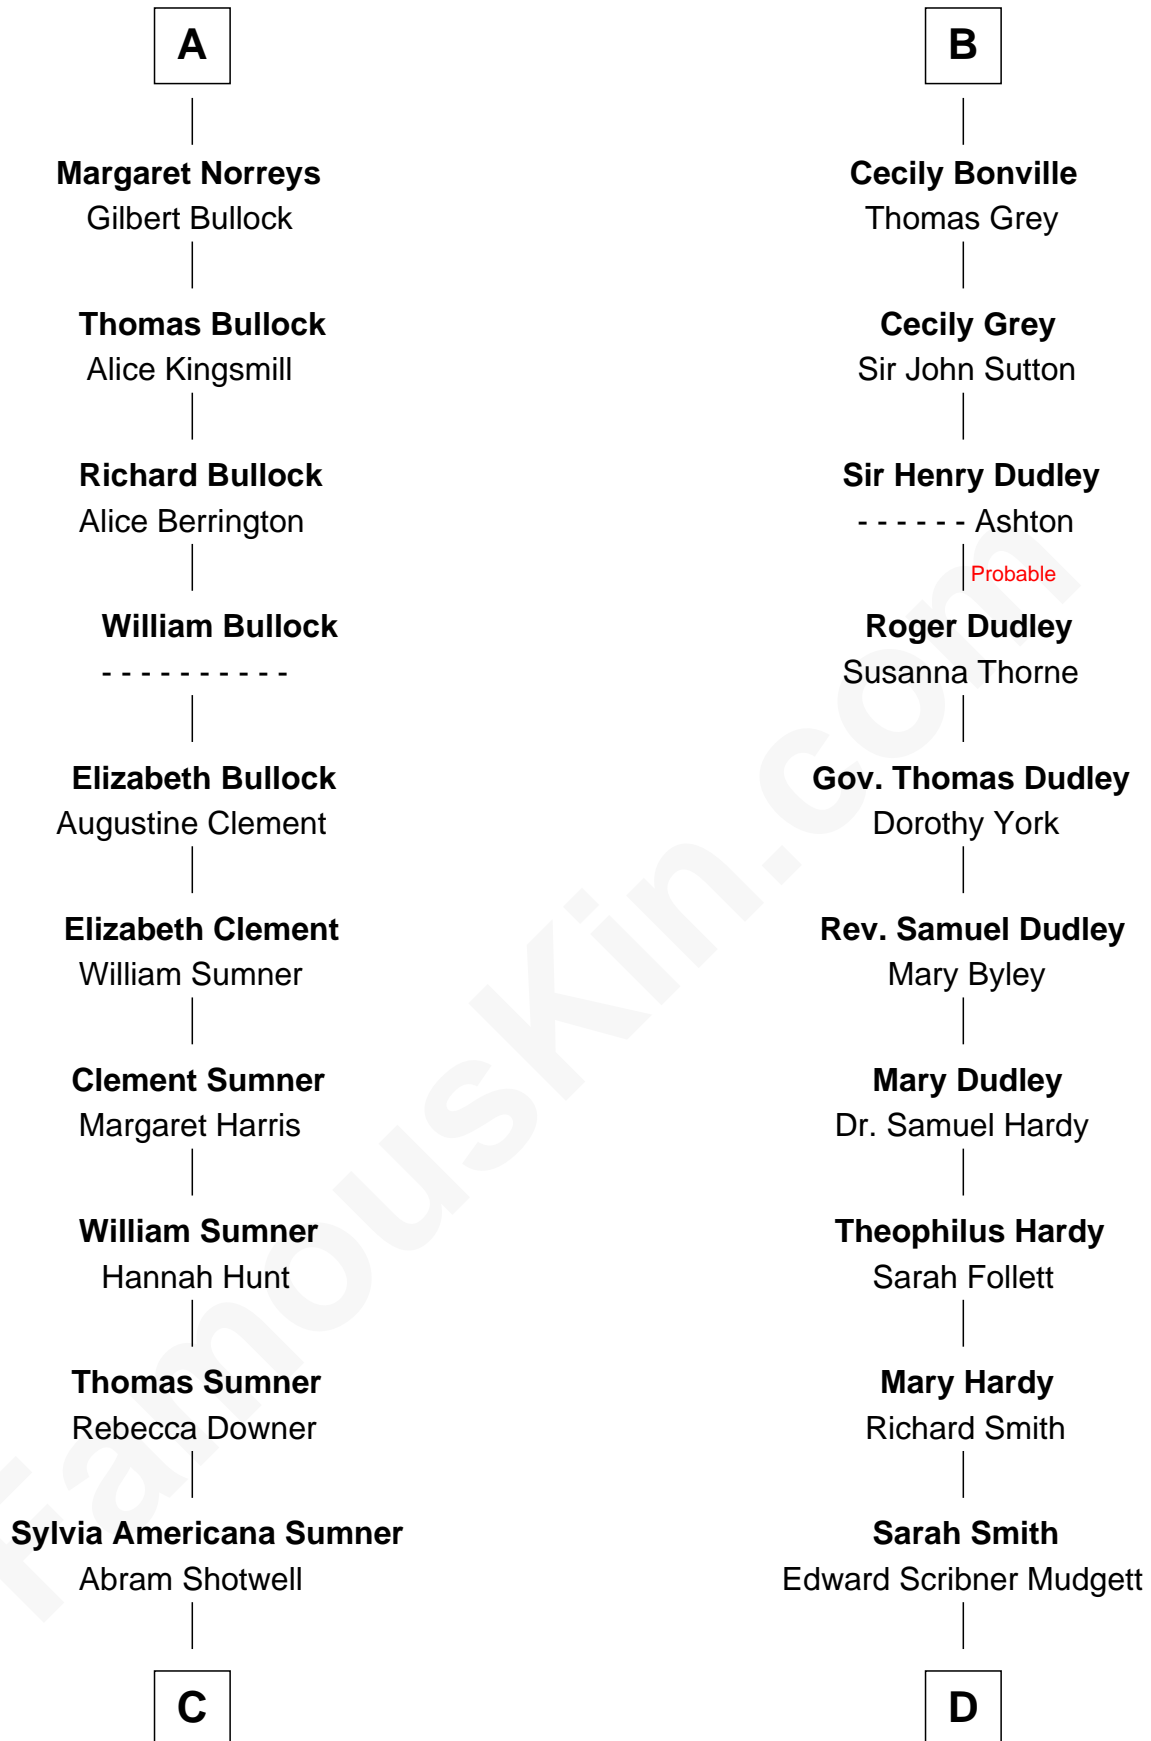 A
Margaret Norreys
Gilbert Bullock
Thomas Bullock
Alice Kingsmill
Richard Bullock
Alice Berrington
William Bullock
- - - - - - - - - -
Elizabeth Bullock
Augustine Clement
Elizabeth Clement
William Sumner
Clement Sumner
Margaret Harris
William Sumner
Hannah Hunt
Thomas Sumner
Rebecca Downer
Sylvia Americana Sumner
Abram Shotwell
C
B
Cecily Bonville
Thomas Grey
Cecily Grey
Sir John Sutton
Sir Henry Dudley
- - - - - - Ashton
Probable
Roger Dudley
Susanna Thorne
Gov. Thomas Dudley
Dorothy York
Rev. Samuel Dudley
Mary Byley
Mary Dudley
Dr. Samuel Hardy
Theophilus Hardy
Sarah Follett
Mary Hardy
Richard Smith
Sarah Smith
Edward Scribner Mudgett
D
FamousKin.com